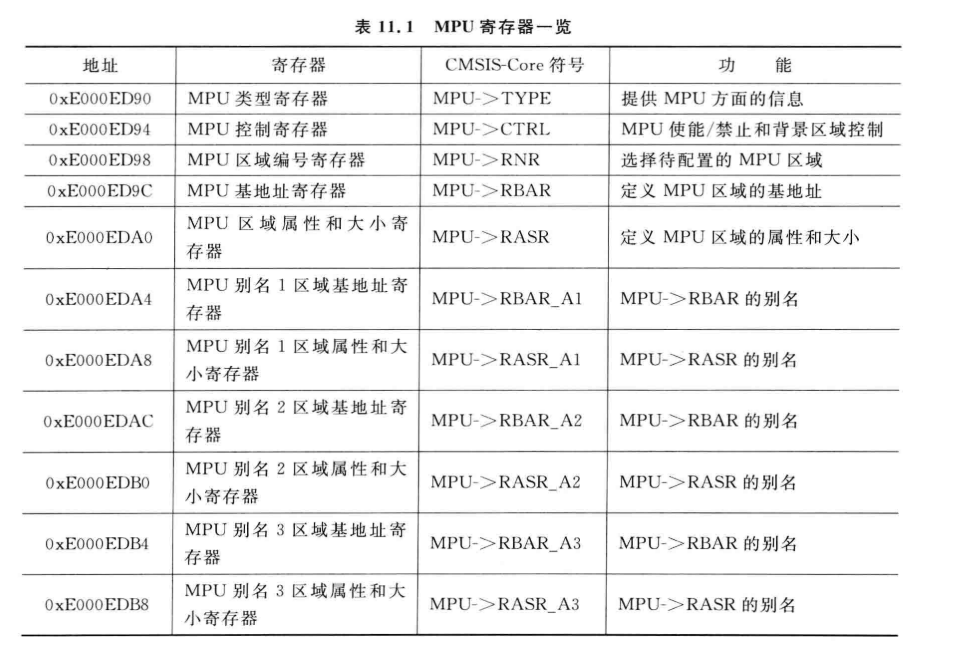 表 11.1 MPU 寄存器一览
地址 寄存器 CMSIS-Core 符号 功 能
0xE000ED90 MPU 类型寄存器 MPU->TYPE 提供 MPU 方面的信息
0xE000ED94 MPU 控制寄存器 MPU->CTRL MPU 使能/禁止和背景区域控制
0xE000ED98 MPU 区域编号寄存器 MPU->RNR 选择待配置的 MPU 区域
0xE000ED9C MPU 基地址寄存器 MPU->RBAR 定义 MPU 区域的基地址
0xE000EDA0 MPU 区域属性和大小寄
存器 MPU->RASR 定义 MPU 区域的属性和大小
0xE000EDA4 MPU 别名 1 区域基地址寄
存器 MPU->RBAR_A1 MPU->RBAR 的别名
0xE000EDA8 MPU 别名 1 区域属性和大
小寄存器 MPU->RASR_A1 MPU->RASR 的别名
0xE000EDAC MPU 别名 2 区域基地址寄
存器 MPU->RBAR_A2 MPU->RBAR 的别名
0xE000EDB0 MPU 别名 2 区域属性和大
小寄存器 MPU->RASR_A2 MPU->RASR 的别名
0xE000EDB4 MPU 别名 3 区域基地址寄
存器 MPU->RBAR_A3 MPU->RBAR 的别名
0xE000EDB8 MPU 别名 3 区域属性和大
小寄存器 MPU->RASR_A3 MPU->RASR 的别名